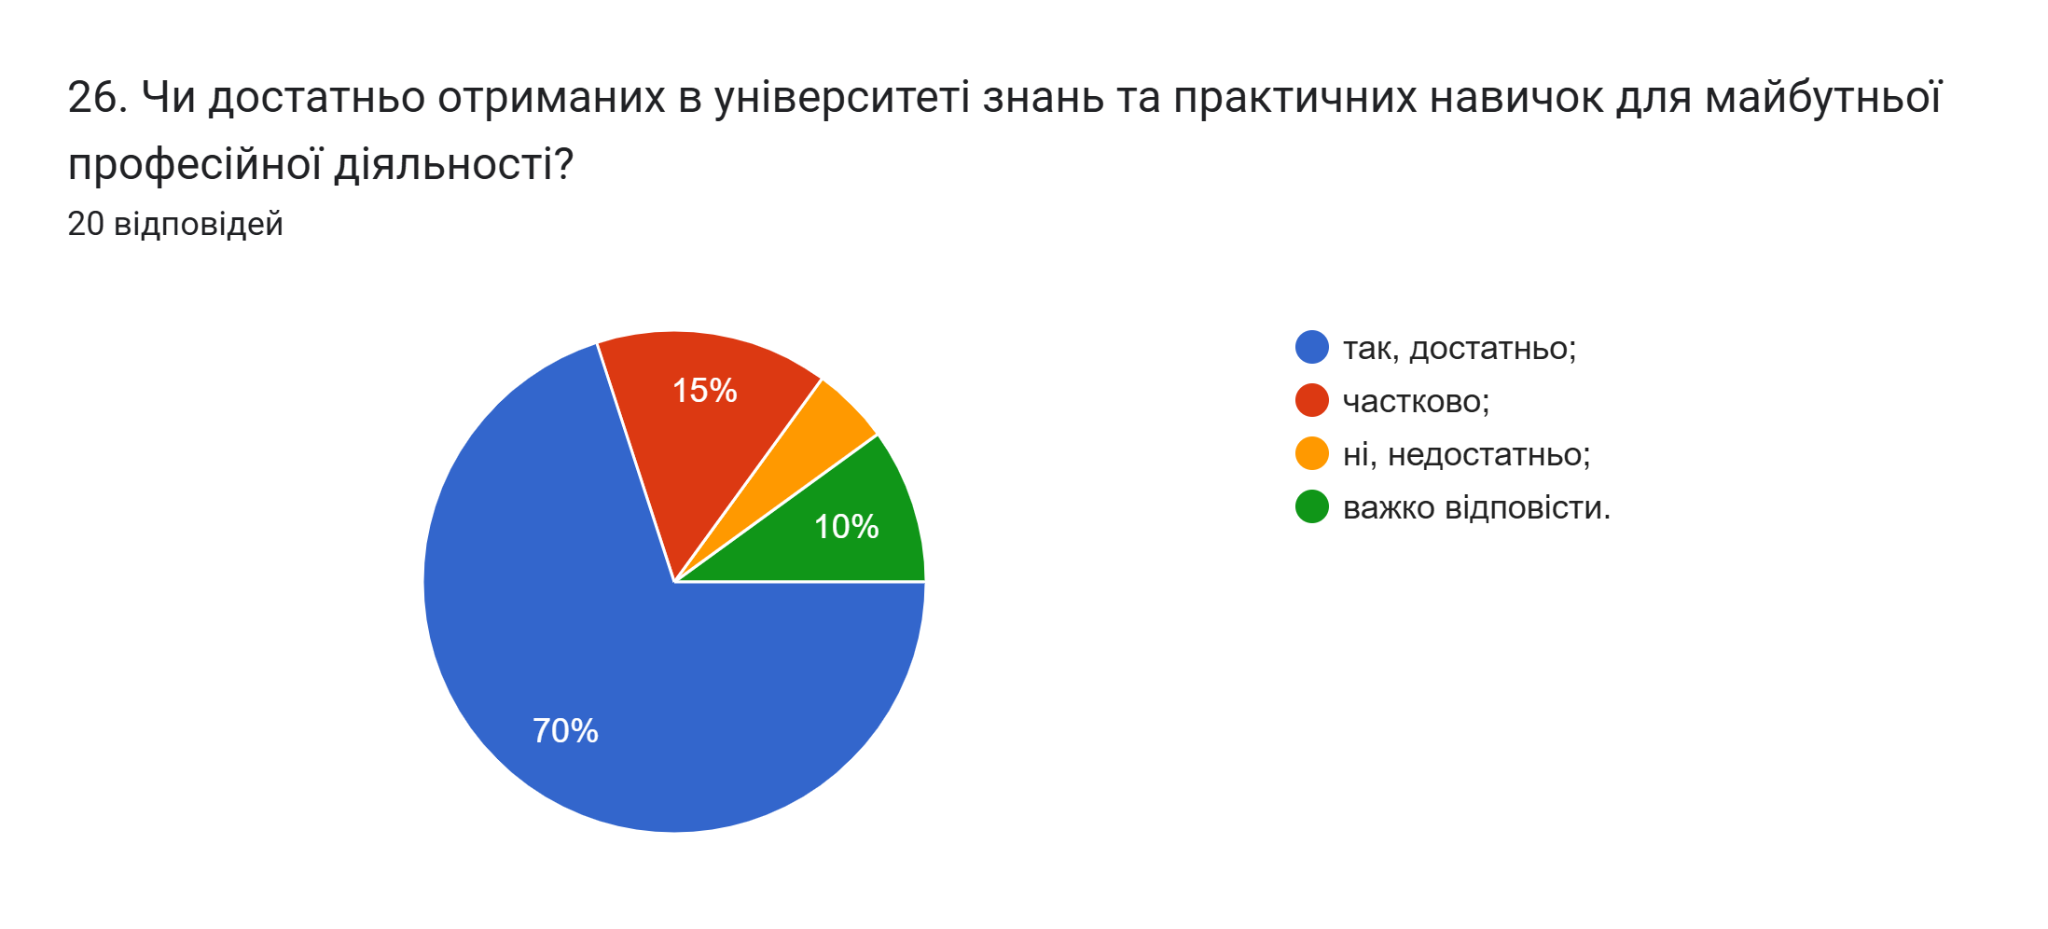 26. Чи достатньо отриманих в університеті знань та практичних навичок для майбутньої
професійної діяльності?
20 відповідей
15%
10%
70%
так, достатньо;
частково;
ні, недостатньо;
важко відповісти.